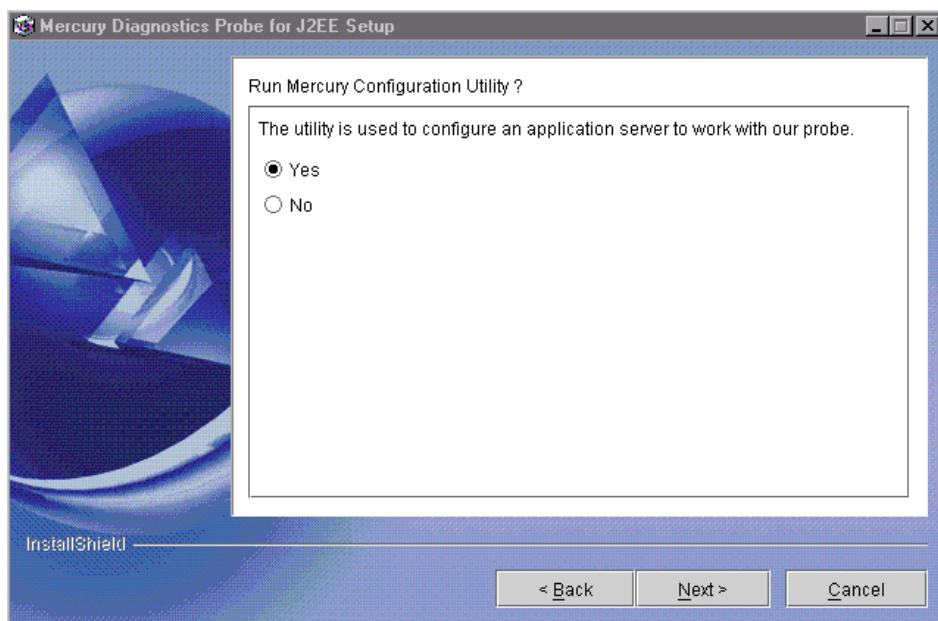 Mercury Diagnostics Probe for J2EE Setup
Run Mercury Configuration Utility ?
The utility is used to configure an application server to work with our probe.
Yes
No
InstallShield
< Back
Next >
Cancel